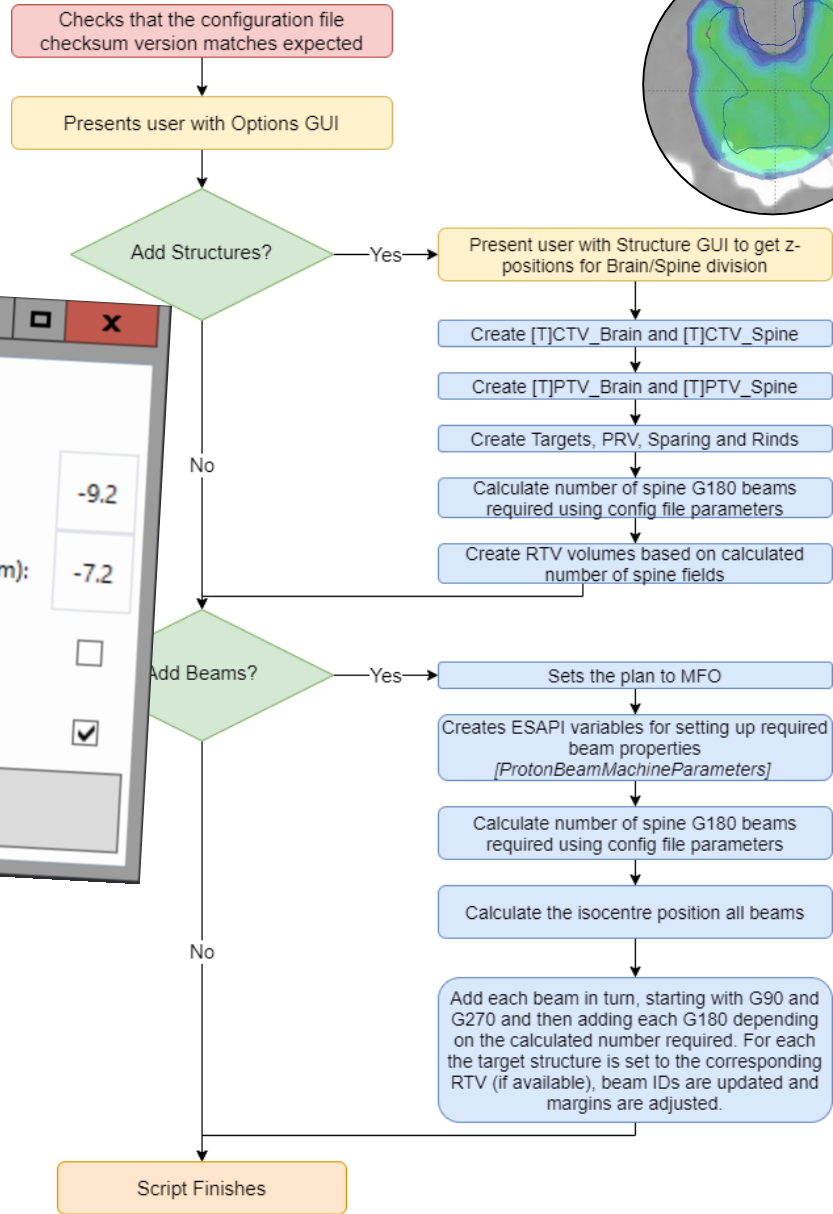 Checks that the configuration file
checksum version matches expected
Presents user with Options GUI
Add Structures?
Yes
Present user with Structure GUI to get z-
positions for Brain/Spine division
Create [T]CTV_Brain and [T]CTV_Spine
Create [T]PTV_Brain and [T]PTV_Spine
Create Targets, PRV, Sparing and Rinds
Calculate number of spine G180 beams
required using config file parameters
Create RTV volumes based on calculated
number of spine fields
No
X
-9.2
m):
-7.2
Add Beams?
Yes
Sets the plan to MFO
Creates ESAPI variables for setting up required
beam properties
[ProtonBeamMachineParameters]
Calculate number of spine G180 beams
required using config file parameters
Calculate the isocentre position all beams
Add each beam in turn, starting with G90 and
G270 and then adding each G180 depending
on the calculated number required. For each
the target structure is set to the corresponding
RTV (if available), beam IDs are updated and
margins are adjusted.
No
Script Finishes